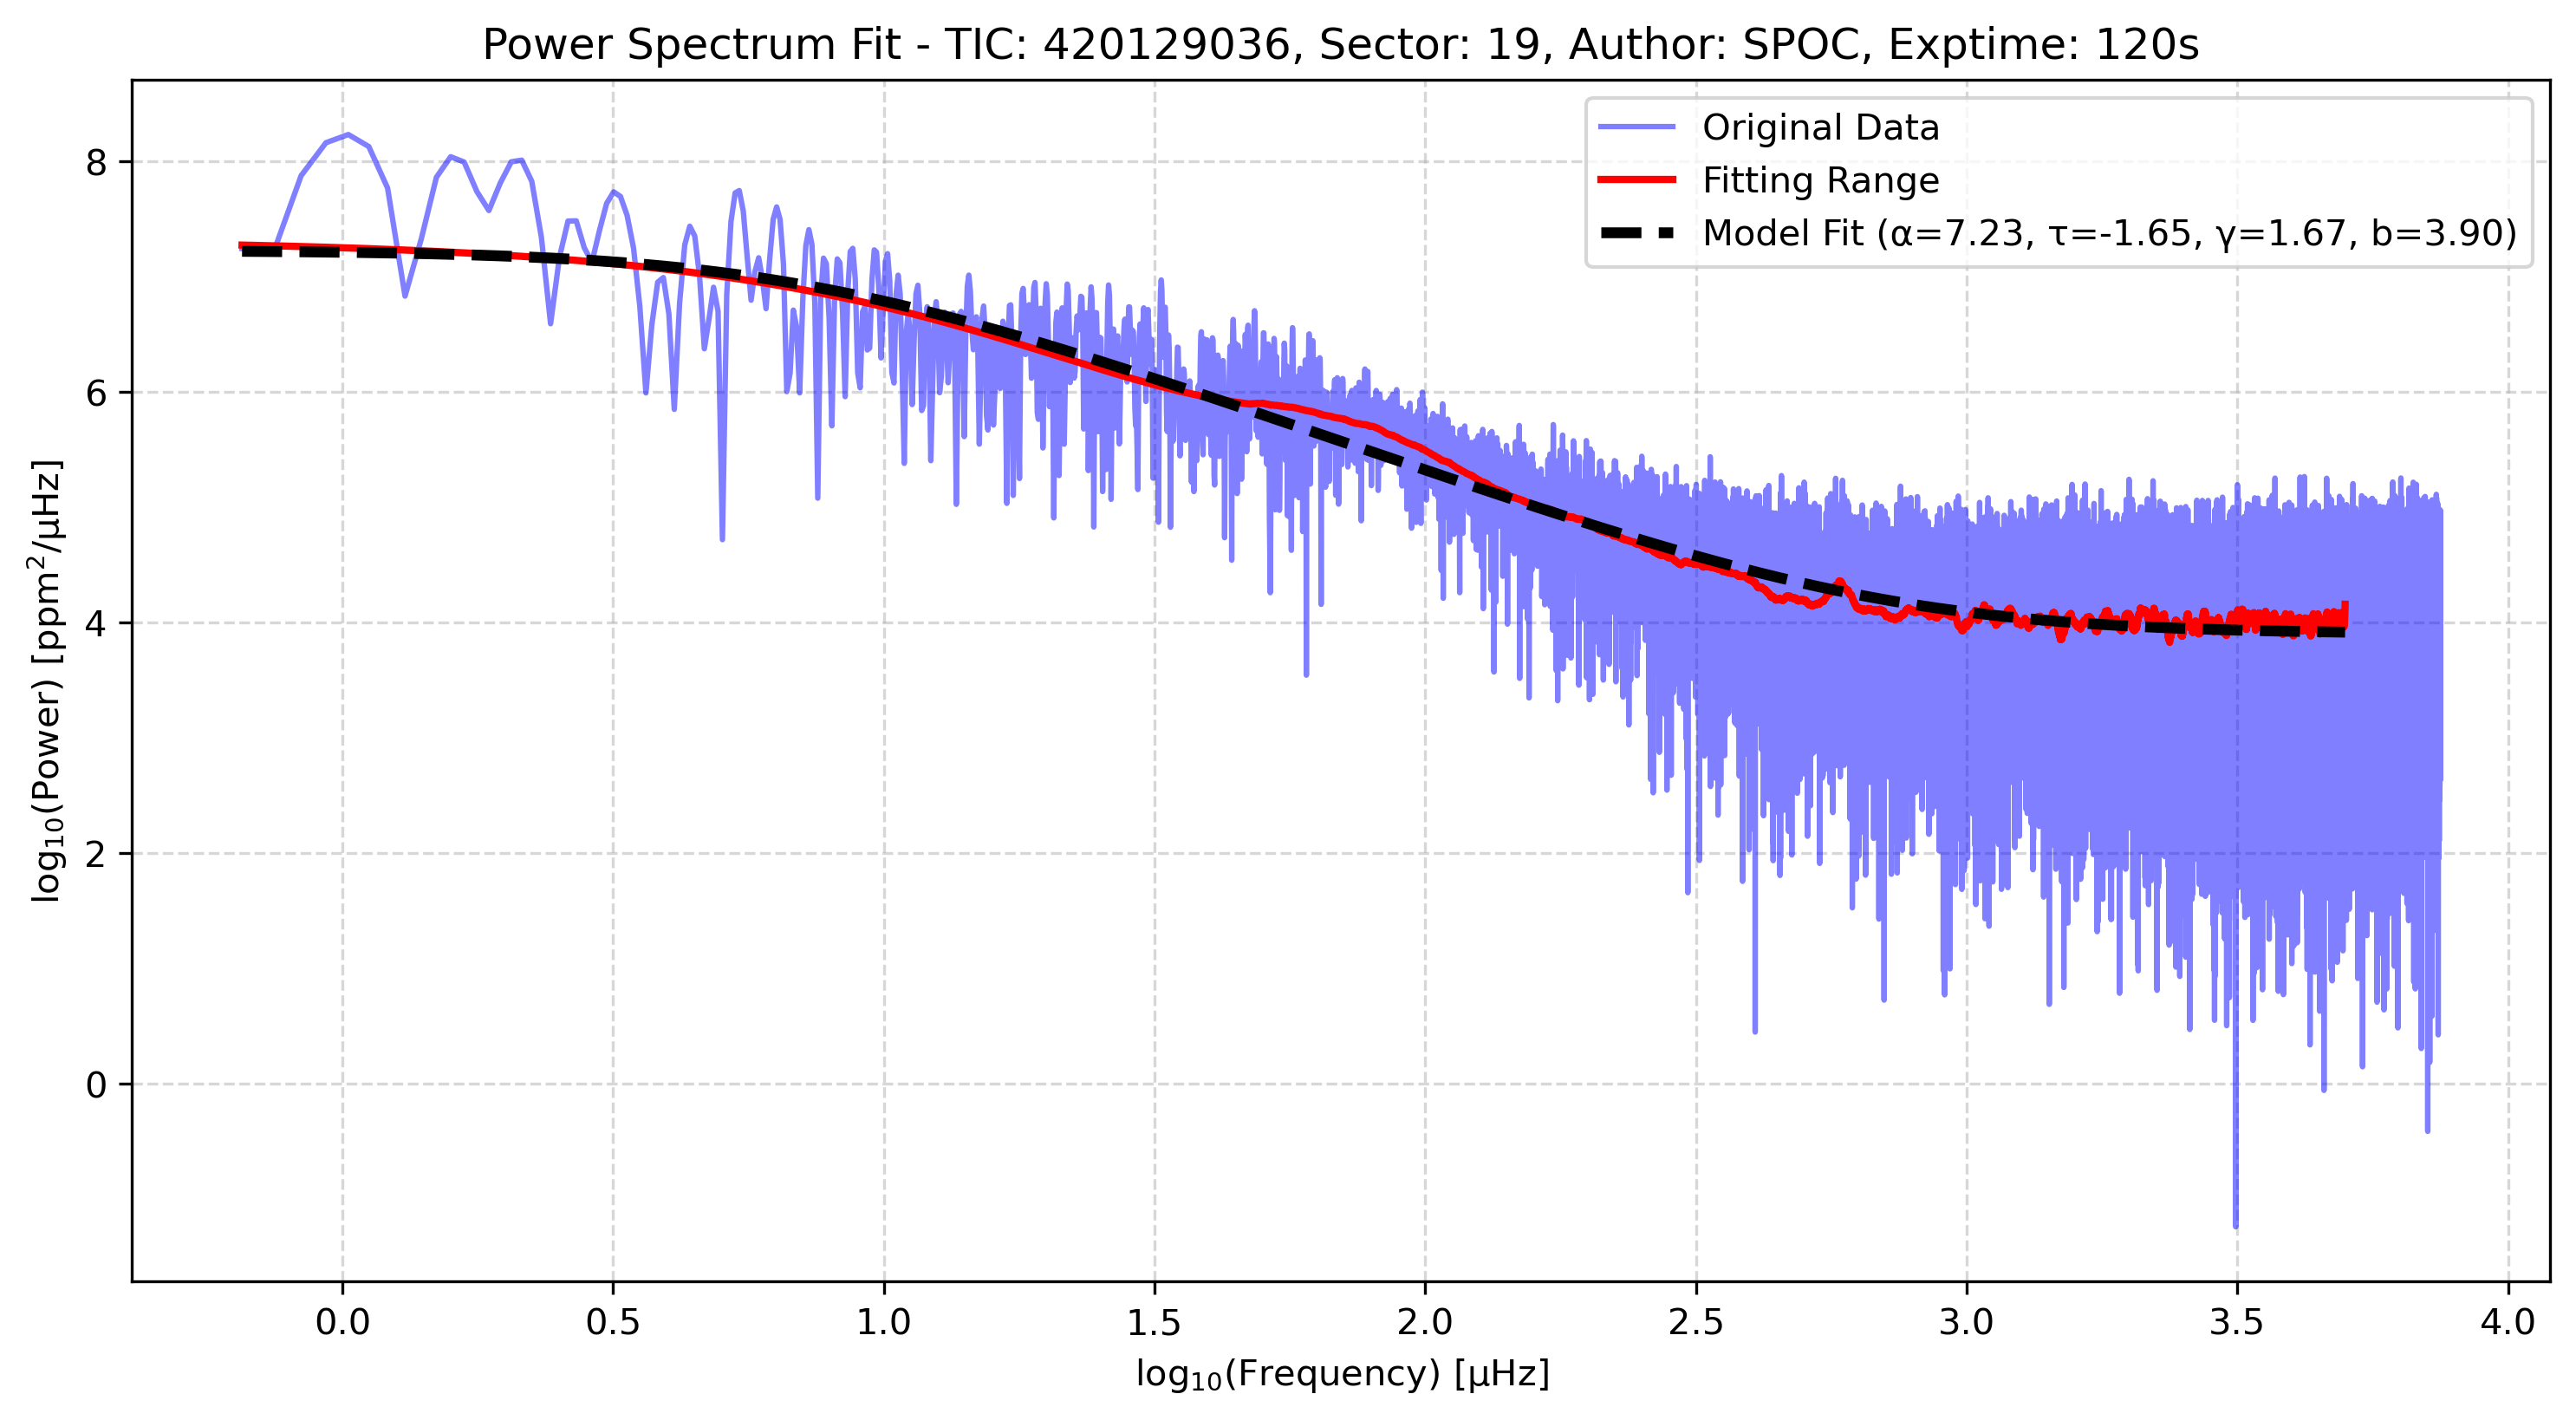 Power Spectrum Fit - TIC: 420129036, Sector: 19, Author: SPOC, Exptime: 120s
Original Data
Fitting Range
Model Fit (α=7.23, τ=-1.65, γ=1.67, b=3.90)
log₁₀(Power) [ppm²/μHz]
8
6
4
2
0
0.0 0.5 1.0 1.5 2.0 2.5 3.0 3.5 4.0
log₁₀(Frequency) [μHz]